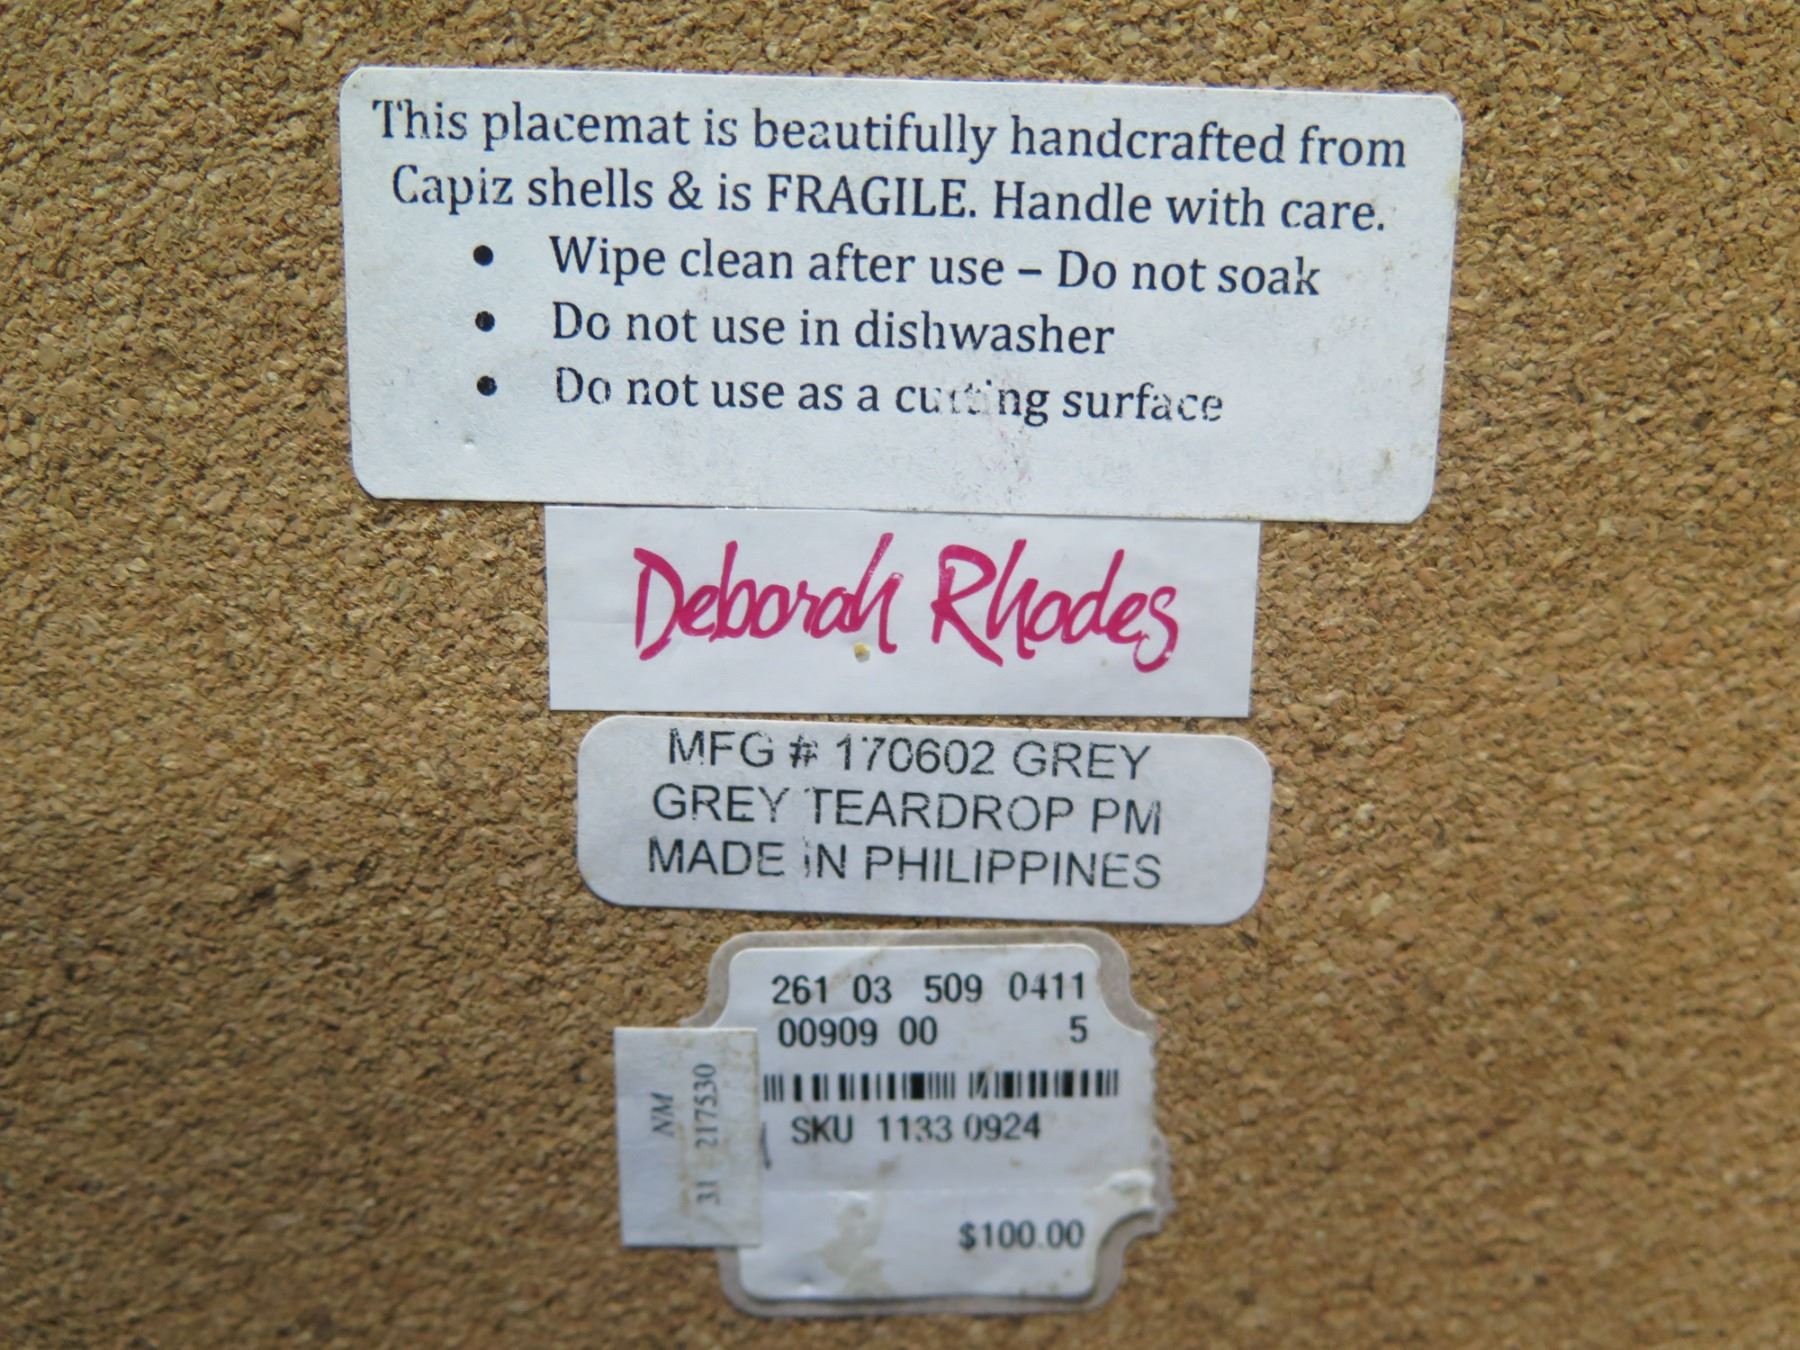 This placemat is beautifully handcrafted from
Capiz shells & is FRAGILE. Handle with care.
• Wipe clean after use – Do not soak
• Do not use in dishwasher
• Do not use as a cutting surface
Deborah Rhodes
MFG # 170602 GREY
GREY TEARDROP PM
MADE IN PHILIPPINES
261 03 509 0411
00909 00 5
SKU 1133 0924
$100.00
NM
31 217530